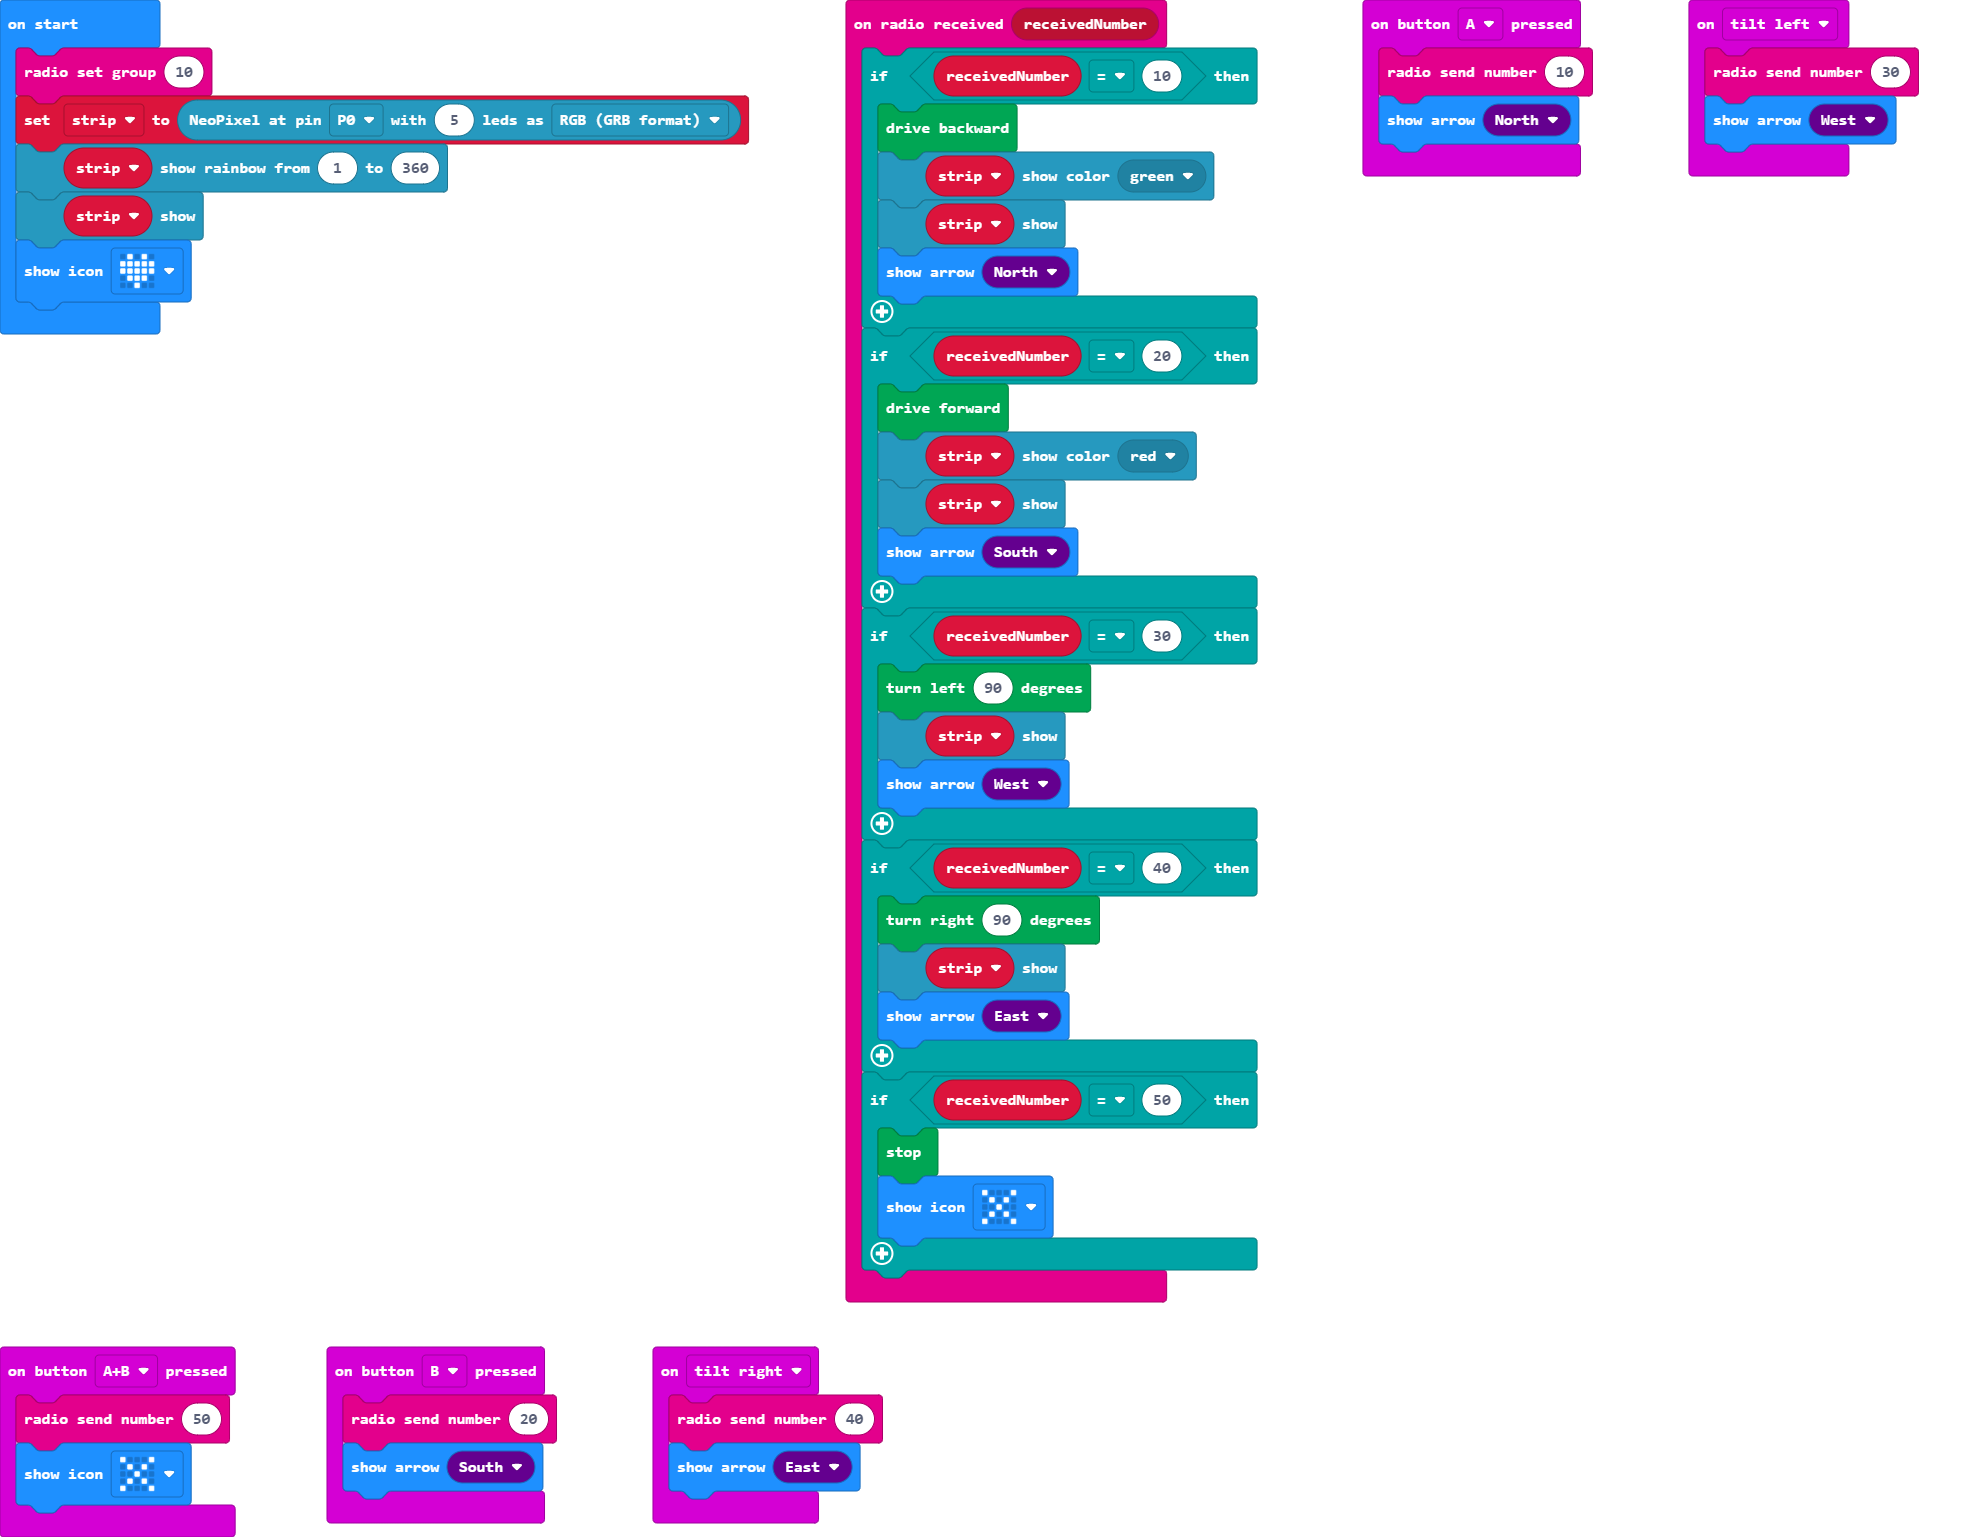 on start
radio set group 10
set strip to NeoPixel at pin P0 with 5 leds as RGB (GRB format)
strip show rainbow from 1 to 360
strip show
show icon
on radio received receivedNumber
if receivedNumber = 10 then
drive backward
strip show color green
strip show
show arrow North
if receivedNumber = 20 then
drive forward
strip show color red
strip show
show arrow South
if receivedNumber = 30 then
turn left 90 degrees
strip show
show arrow West
if receivedNumber = 40 then
turn right 90 degrees
strip show
show arrow East
if receivedNumber = 50 then
stop
show icon
on button A pressed
radio send number 10
show arrow North
on tilt left
radio send number 30
show arrow West
on button A+B pressed
radio send number 50
show icon
on button B pressed
radio send number 20
show arrow South
on tilt right
radio send number 40
show arrow East